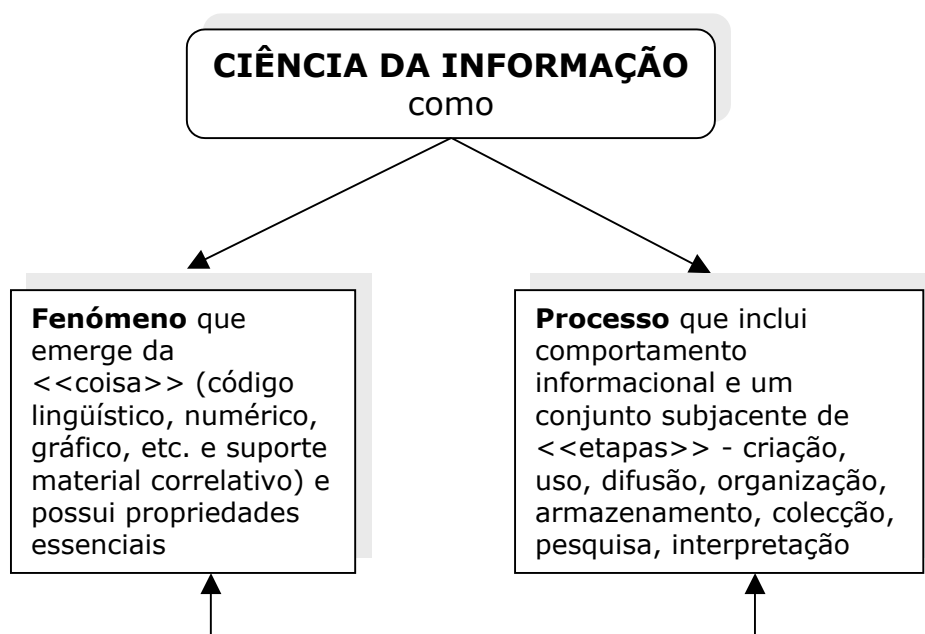 CIÊNCIA DA INFORMAÇÃO
como
Fenómeno que
emerge da
<<coisa>> (código
lingüístico, numérico,
gráfico, etc. e suporte
material correlativo) e
possui propriedades
essenciais
Processo que inclui
comportamento
informacional e um
conjunto subjacente de
<<etapas>> - criação,
uso, difusão, organização,
armazenamento, colecção,
pesquisa, interpretação